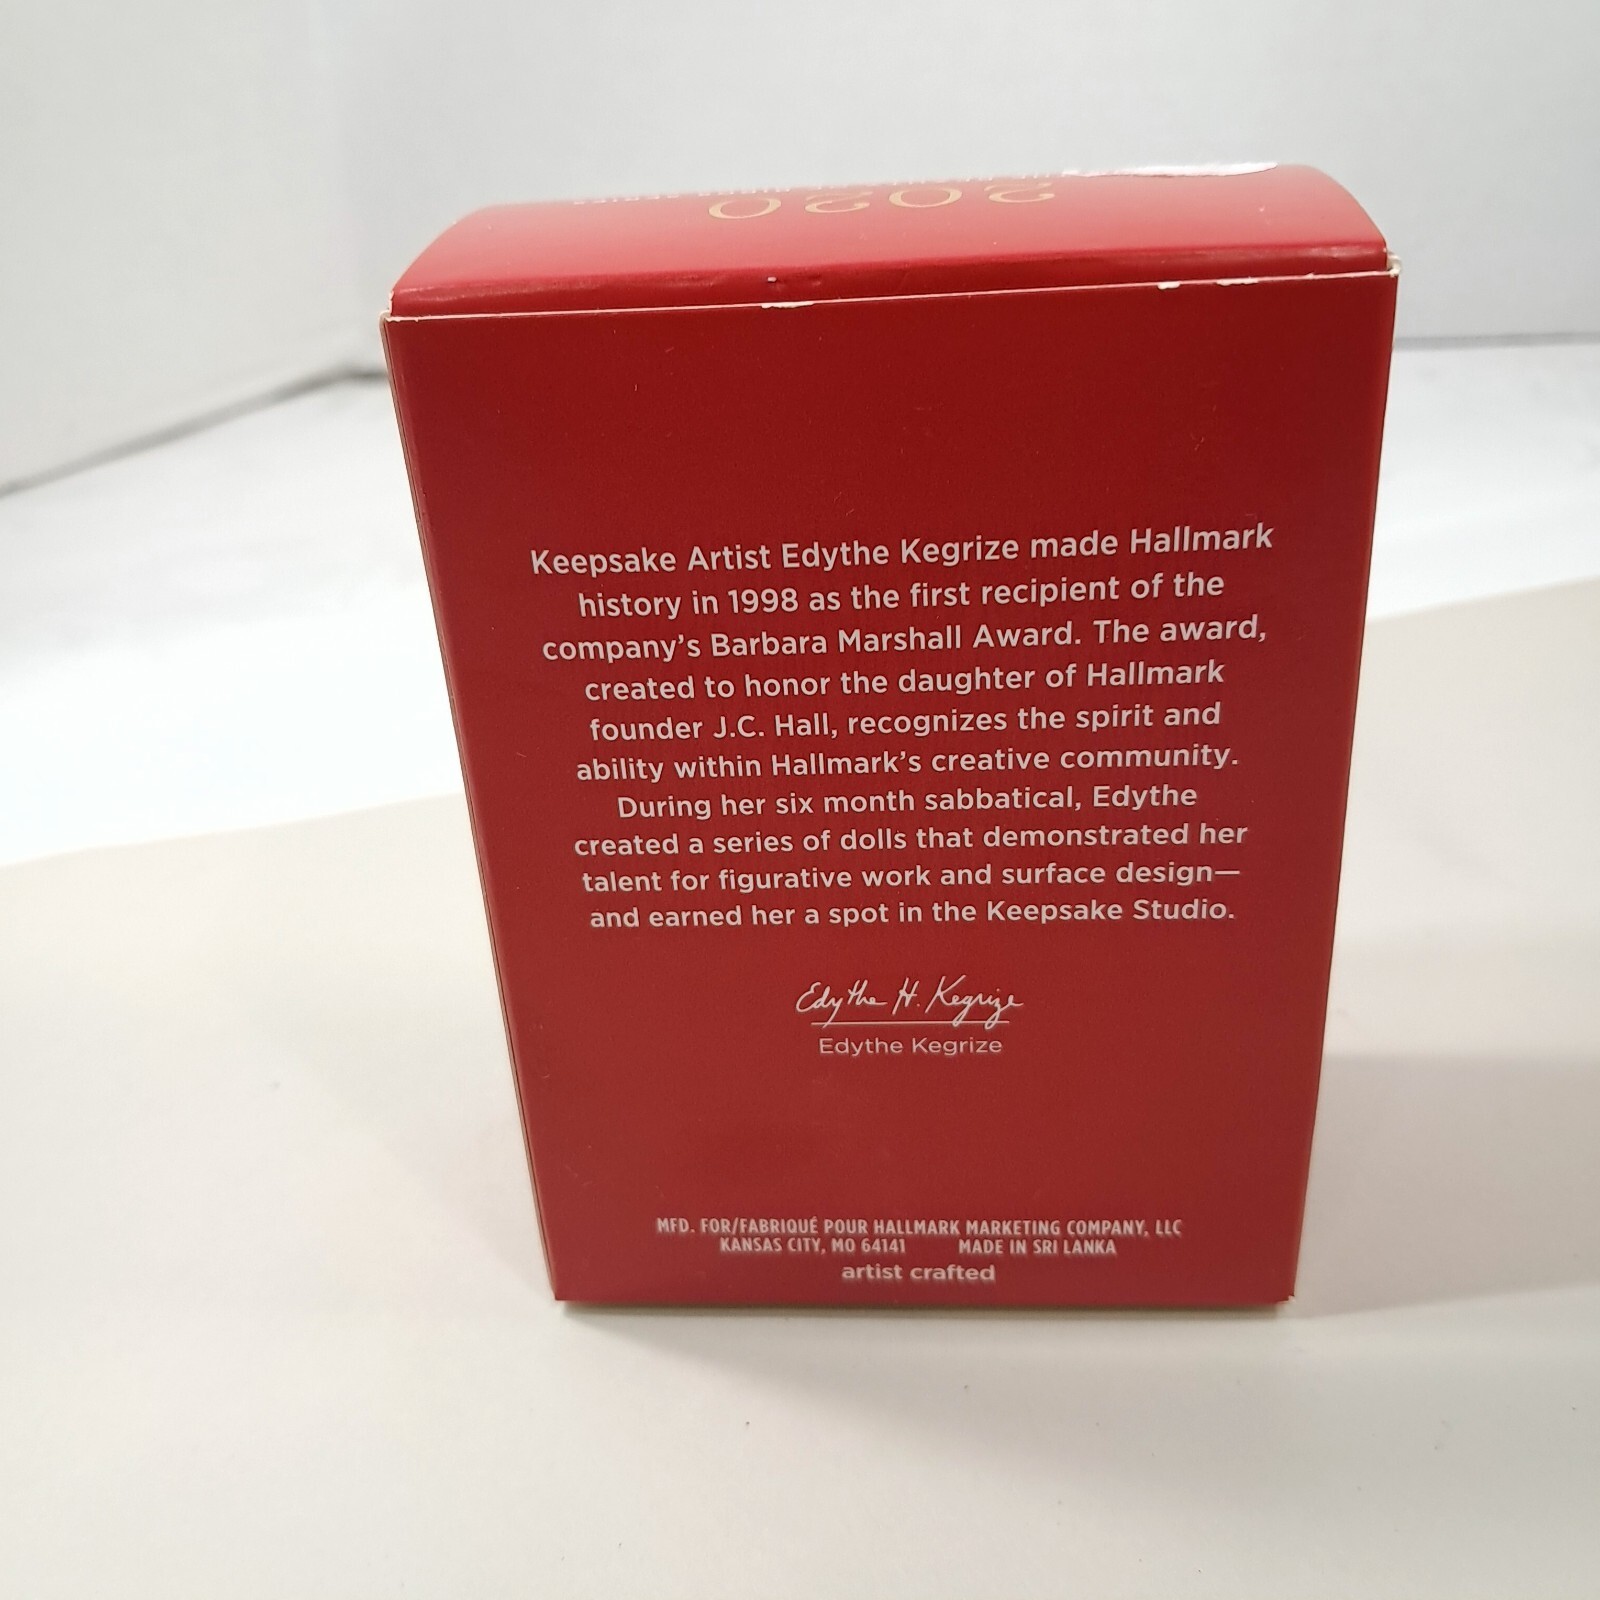 2020
Keepsake Artist Edythe Kegrize made Hallmark
history in 1998 as the first recipient of the
company's Barbara Marshall Award. The award,
created to honor the daughter of Hallmark
founder J.C. Hall, recognizes the spirit and
ability within Hallmark's creative community.
During her six month sabbatical, Edythe
created a series of dolls that demonstrated her
talent for figurative work and surface design—
and earned her a spot in the Keepsake Studio.
Edythe H. Kegrize
Edythe Kegrize
MFD. FOR/FABRIQUÉ POUR HALLMARK MARKETING COMPANY, LLC
KANSAS CITY, MO 64141 MADE IN SRI LANKA
artist crafted